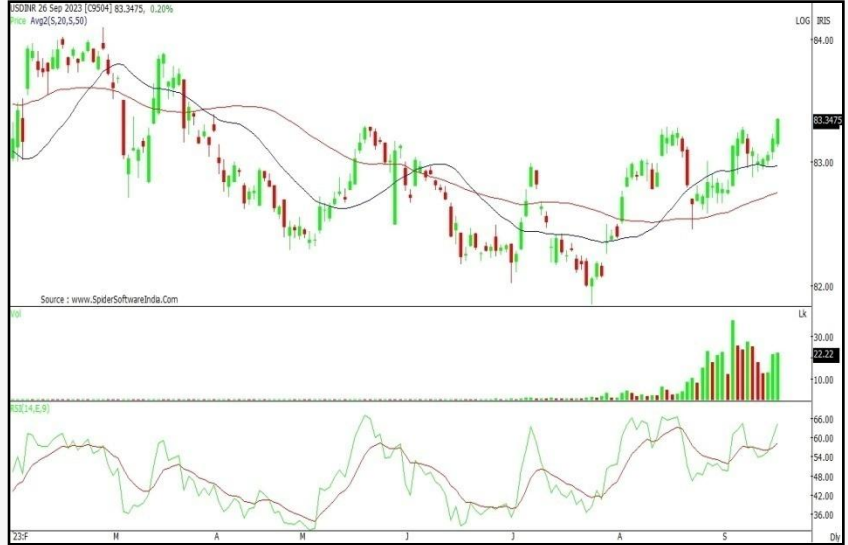 USDINR 26 Sep 2023 [C9504] 83.3475, 0.20%
Price Avg2(S,20,S,50)
LOG IRIS
84.00
83.3475
83.00
82.00
Source : www.SpiderSoftwareIndia.Com
Vol
Lk
30.00
22.22
10.00
RSI(14,E,9)
66.00
60.00
54.00
48.00
42.00
36.00
23:F M A M J J A S Dly